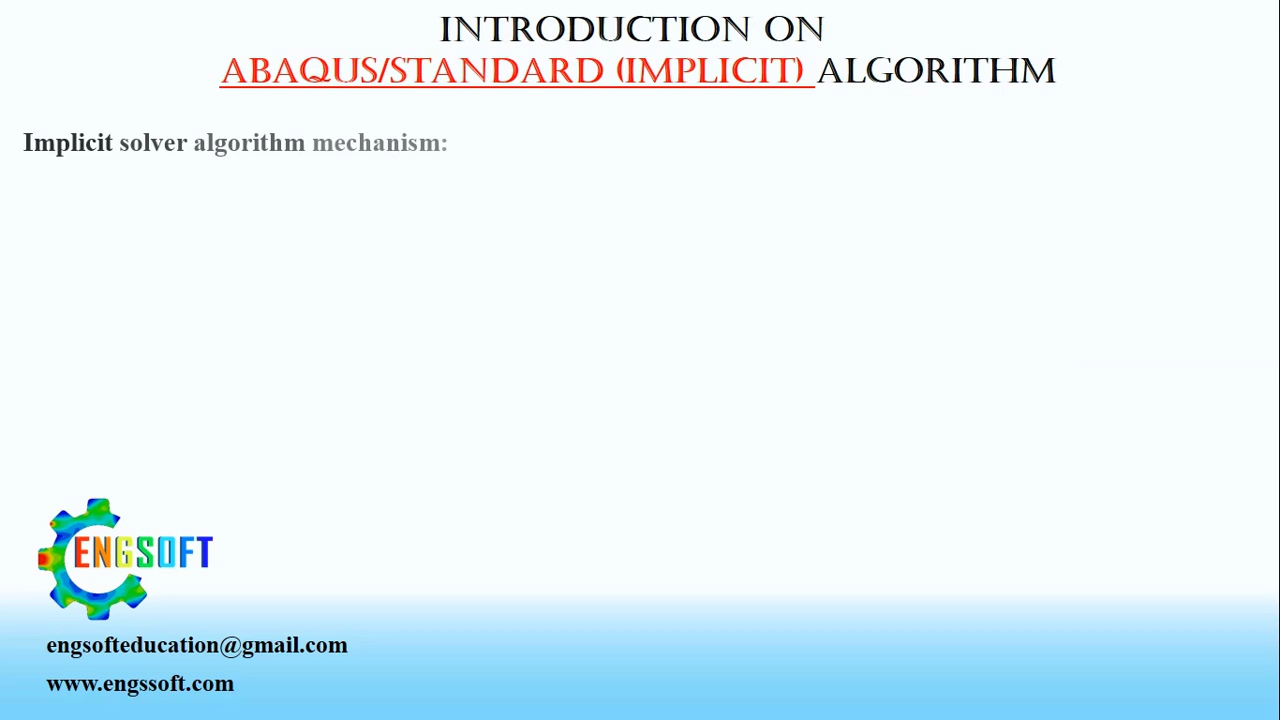 INTRODUCTION ON
ABAQUS/STANDARD (IMPLICIT) ALGORITHM
Implicit solver algorithm mechanism:
ENGSOFT
engsofteducation@gmail.com
www.engssoft.com